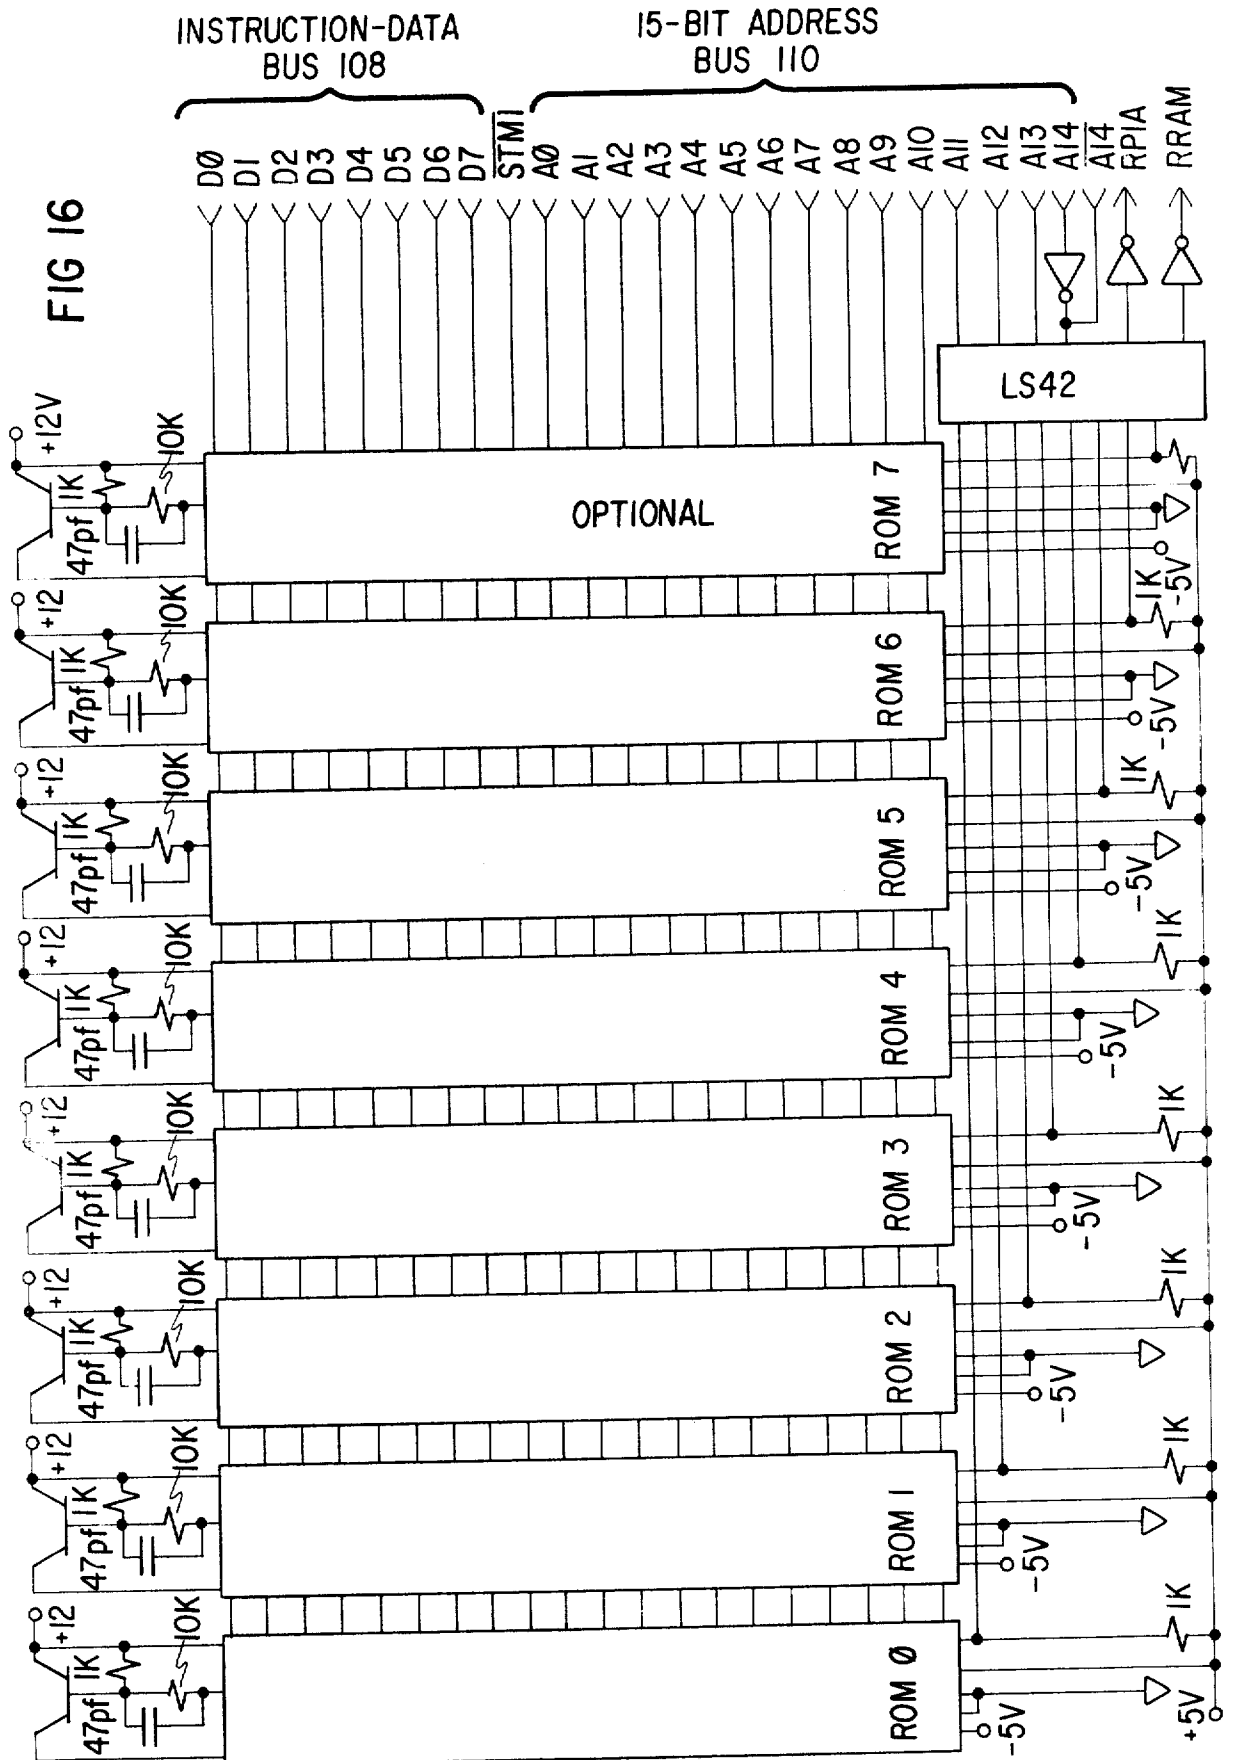 FIG 16
INSTRUCTION-DATA
BUS 108
15-BIT ADDRESS
BUS 110
DØ
D1
D2
D3
D4
D5
D6
D7
STM1
AØ
A1
A2
A3
A4
A5
A6
A7
A8
A9
A10
A11
A12
A13
A14
A14
RPIA
RRAM
LS42
+12V
1K
10K
47pf
OPTIONAL
ROM 7
-5V
1K
+12
1K
10K
47pf
ROM 6
-5V
1K
+12
1K
10K
47pf
ROM 5
-5V
1K
+12
1K
10K
47pf
ROM 4
-5V
1K
+12
1K
10K
47pf
ROM 3
-5V
1K
+12
1K
10K
47pf
ROM 2
-5V
1K
+12
1K
10K
47pf
ROM 1
-5V
1K
+12
1K
10K
47pf
ROM Ø
-5V
+5V